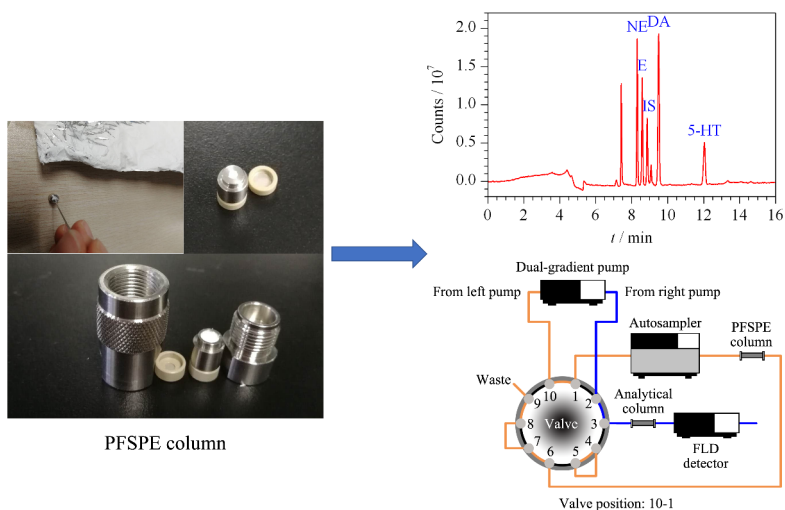 PFSPE column
Counts / 10⁷
2.0
1.5
1.0
0.5
0.0
NE
DA
E
IS
5-HT
0 2 4 6 8 10 12 14 16
t / min
Dual-gradient pump
From left pump
From right pump
Autosampler
PFSPE
column
Waste
10 1
9 2
8 Valve 3
7 4
6 5
Analytical
column
FLD
detector
Valve position: 10-1